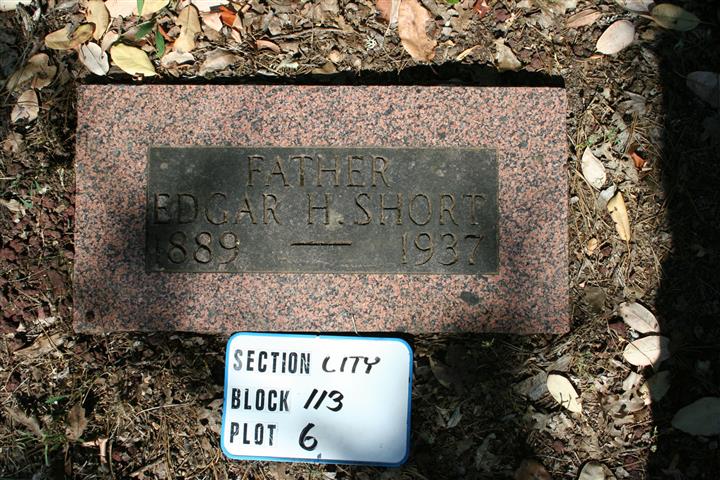 FATHER
EDGAR H. SHORT
1889 — 1937
SECTION CITY
BLOCK 113
PLOT 6